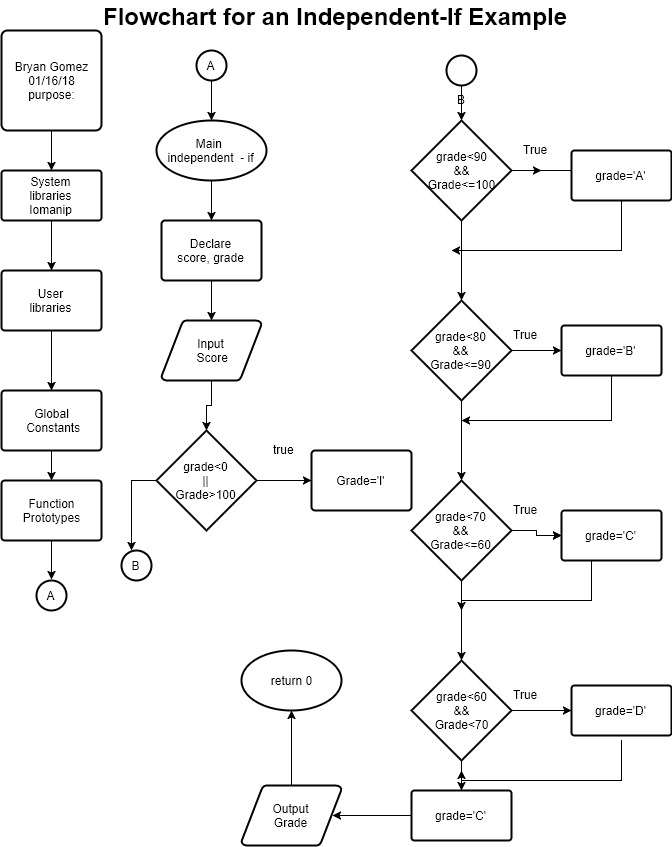 Flowchart for an Independent-If Example
Bryan Gomez
01/16/18
purpose:
System
libraries
Iomanip
User
libraries
Global
Constants
Function
Prototypes
A
A
Main
independent - if
Declare
score, grade
Input
Score
grade<0
||
Grade>100
true
Grade='I'
B
B
grade<90
&&
Grade<=100
True
grade='A'
grade<80
&&
Grade<=90
True
grade='B'
grade<70
&&
Grade<=60
True
grade='C'
grade<60
&&
Grade<70
True
grade='D'
grade='C'
Output
Grade
return 0